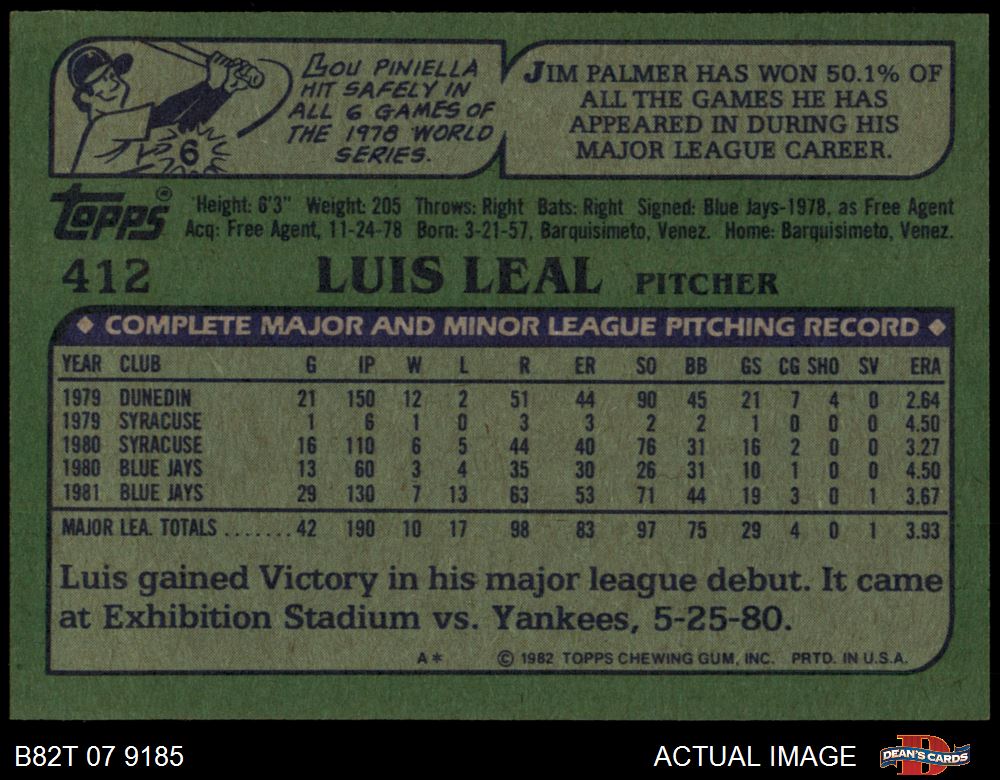 LOU PINIELLA
HIT SAFELY IN
ALL 6 GAMES OF
THE 1978 WORLD
SERIES.
6
JIM PALMER HAS WON 50.1% OF
ALL THE GAMES HE HAS
APPEARED IN DURING HIS
MAJOR LEAGUE CAREER.
topps®
Height: 6'3" Weight: 205 Throws: Right Bats: Right Signed: Blue Jays-1978, as Free Agent
Acq: Free Agent, 11-24-78 Born: 3-21-57, Barquisimeto, Venez. Home: Barquisimeto, Venez.
412 LUIS LEAL PITCHER
◆ COMPLETE MAJOR AND MINOR LEAGUE PITCHING RECORD ◆
YEAR CLUB G IP W L R ER SO BB GS CG SHO SV ERA
1979 DUNEDIN 21 150 12 2 51 44 90 45 21 7 4 0 2.64
1979 SYRACUSE 1 6 1 0 3 3 2 2 1 0 0 0 4.50
1980 SYRACUSE 16 110 6 5 44 40 76 31 16 2 0 0 3.27
1980 BLUE JAYS 13 60 3 4 35 30 26 31 10 1 0 0 4.50
1981 BLUE JAYS 29 130 7 13 63 53 71 44 19 3 0 1 3.67
MAJOR LEA. TOTALS ....... 42 190 10 17 98 83 97 75 29 4 0 1 3.93
Luis gained Victory in his major league debut. It came
at Exhibition Stadium vs. Yankees, 5-25-80.
A* © 1982 TOPPS CHEWING GUM, INC. PRTD. IN U.S.A.
B82T 07 9185 ACTUAL IMAGE DEAN'S CARDS